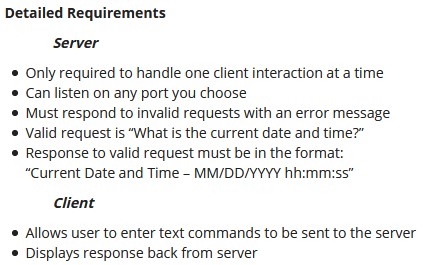 Detailed Requirements
Server
• Only required to handle one client interaction at a time
• Can listen on any port you choose
• Must respond to invalid requests with an error message
• Valid request is “What is the current date and time?”
• Response to valid request must be in the format:
“Current Date and Time – MM/DD/YYYY hh:mm:ss”
Client
• Allows user to enter text commands to be sent to the server
• Displays response back from server